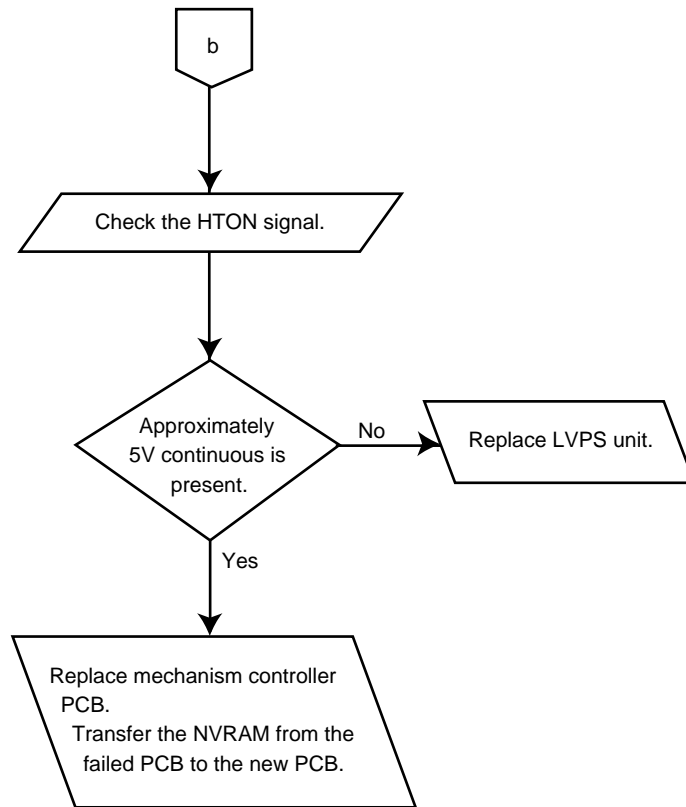 b
Check the HTON signal.
Approximately
5V continuous is
present.
No
Replace LVPS unit.
Yes
Replace mechanism controller
PCB.
Transfer the NVRAM from the
failed PCB to the new PCB.